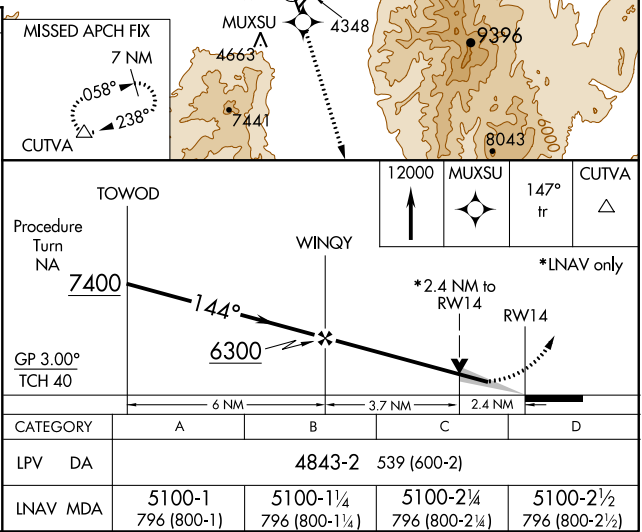 MISSED APCH FIX
7 NM
058°
238°
CUTVA
MUXSU
4348
4663
7441
9396
8043
12000
MUXSU
147° tr
CUTVA
TOWOD
Procedure
Turn
NA
WINQY
*LNAV only
7400
144°
*2.4 NM to
RW14
RW14
6300
GP 3.00°
TCH 40
6 NM
3.7 NM
2.4 NM
CATEGORY A B C D
LPV DA 4843-2 539 (600-2)
LNAV MDA 5100-1 5100-1¼ 5100-2¼ 5100-2½
796 (800-1) 796 (800-1¼) 796 (800-2¼) 796 (800-2½)